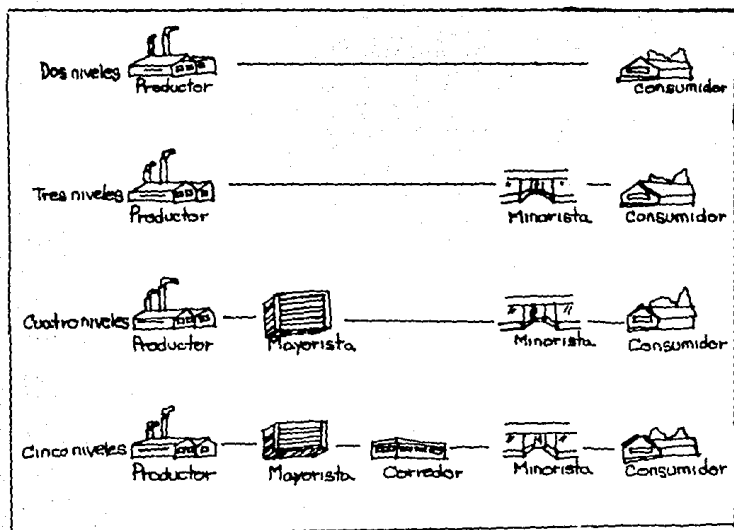 Dos niveles
Productor Consumidor
Tres niveles
Productor Minorista Consumidor
Cuatro niveles
Productor Mayorista Minorista Consumidor
Cinco niveles
Productor Mayorista Corredor Minorista Consumidor